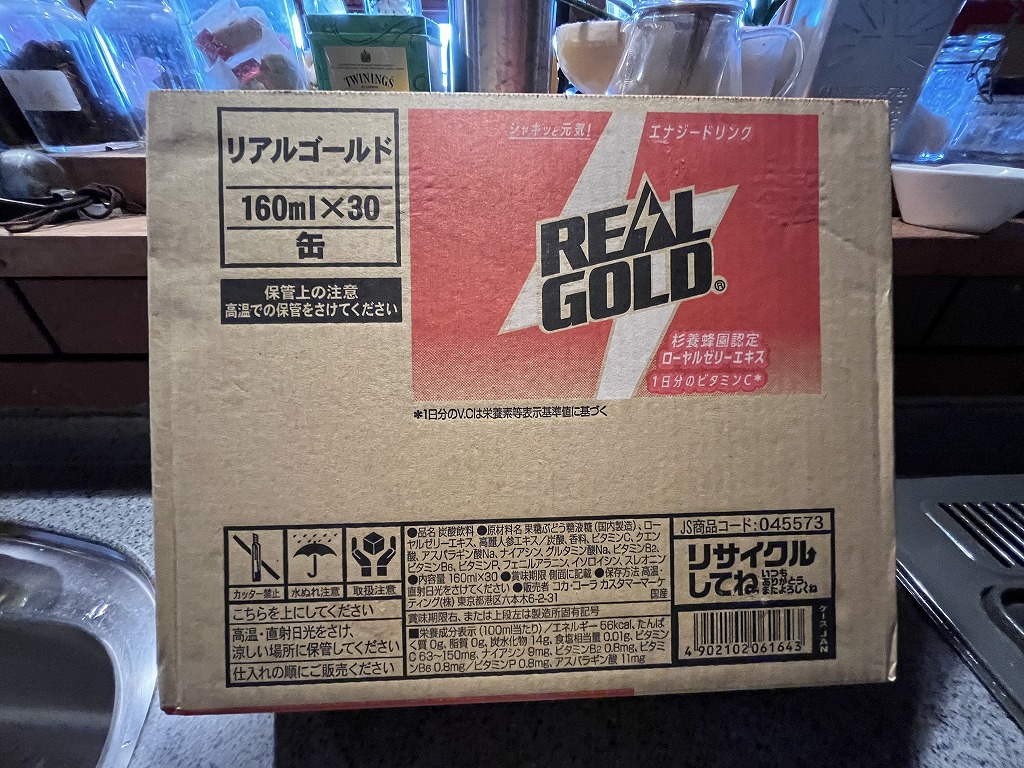 TWININGS
リアルゴールド
160ml×30
缶
保管上の注意
高温での保管をさけてください
シャキッと元気!
エナジードリンク
REAL
GOLD®
杉養蜂園認定
ローヤルゼリーエキス
1日分のビタミンC*
*1日分のV.Cは栄養素等表示基準値に基づく
カッター禁止
水ぬれ注意
取扱注意
こちらを上にしてください
高温・直射日光をさけ、
涼しい場所に保管してください
仕入れの順にご販売ください
●品名 炭酸飲料 ●原材料名 果糖ぶどう糖液糖(国内製造)、ロー
ヤルゼリーエキス、高麗人参エキス/炭酸、香料、ビタミンC、クエン
酸、アスパラギン酸Na、ナイアシン、グルタミン酸Na、ビタミンB2、
ビタミンB6、ビタミンP、フェニルアラニン、イソロイシン、スレオニン
●内容量 160ml×30 ●賞味期限 側面に記載 ●保存方法 高温・
直射日光をさけてください ●販売者 コカ・コーラ カスタマーマーケ
ティング(株) 東京都港区六本木6-2-31 国産
賞味期限右、または上段左は製造所固有記号
■栄養成分表示(100ml当たり)/エネルギー 56kcal、たんぱ
く質 0g、脂質 0g、炭水化物 14g、食塩相当量 0.01g、ビタミン
C 63~150mg、ナイアシン 9mg、ビタミンB2 0.8mg、ビタミ
ンB6 0.8mg/ビタミンP 0.8mg、アスパラギン酸 11mg
JS商品コード:045573
リサイクル
してね
いつも
ありがとう。
またよろしくね
4902102061643
ケースJAN